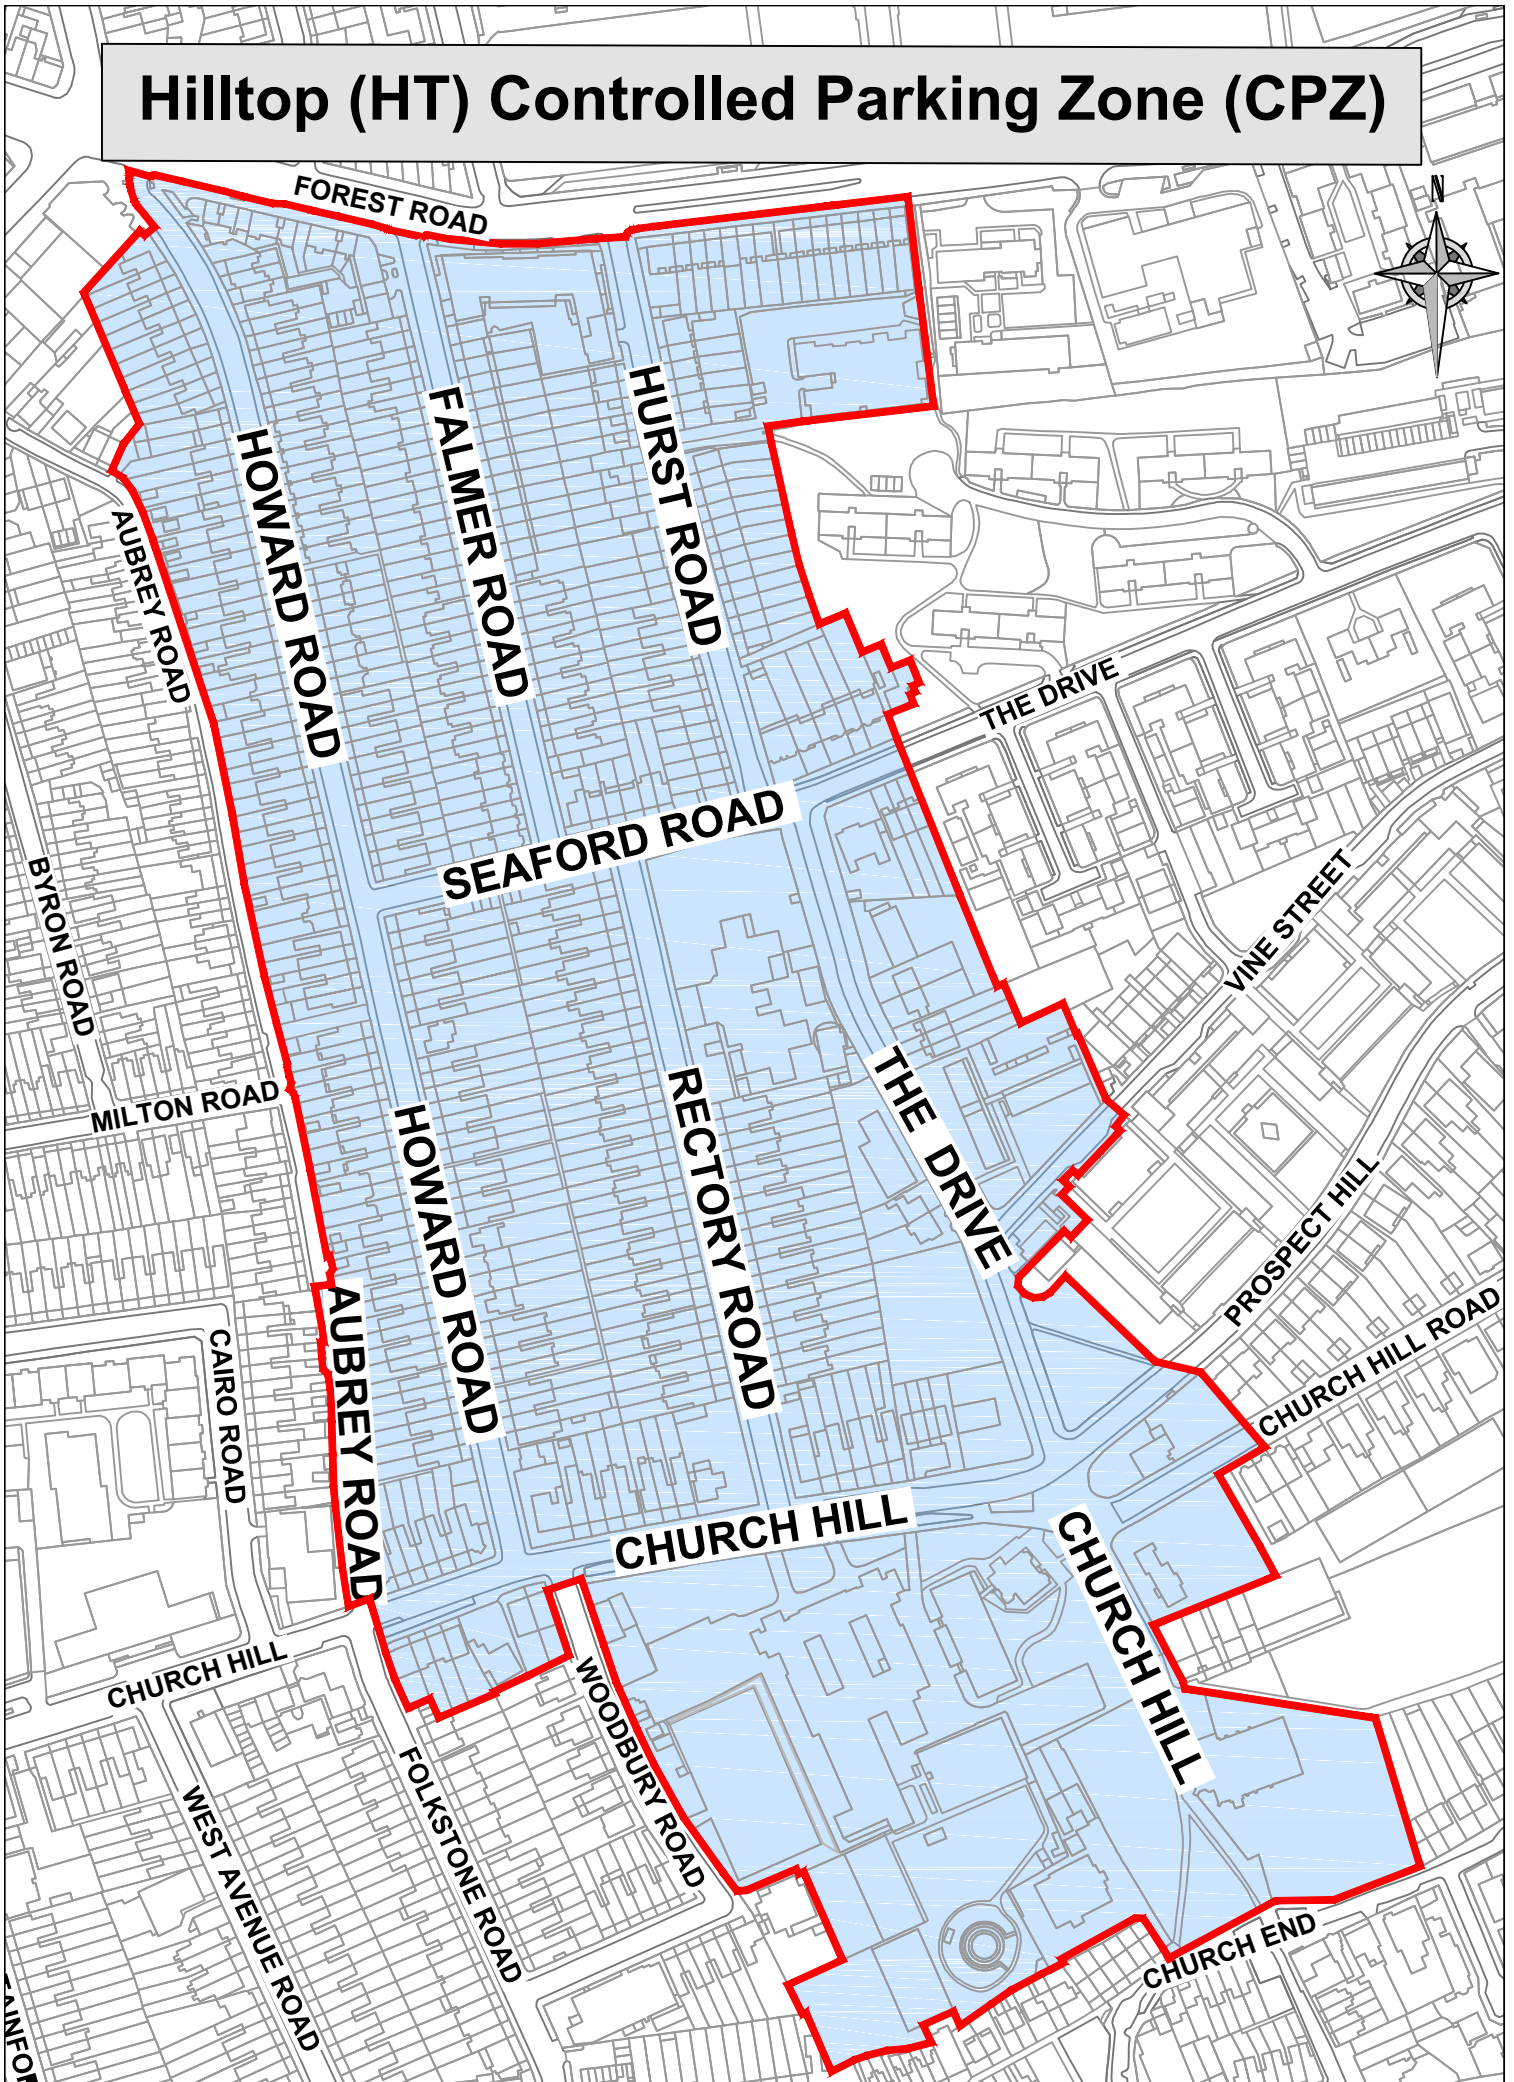 Hilltop (HT) Controlled Parking Zone (CPZ)
N
FOREST ROAD
HOWARD ROAD
FALMER ROAD
HURST ROAD
AUBREY ROAD
THE DRIVE
SEAFORD ROAD
BYRON ROAD
VINE STREET
MILTON ROAD
HOWARD ROAD
RECTORY ROAD
THE DRIVE
PROSPECT HILL
CHURCH HILL ROAD
AUBREY ROAD
CAIRO ROAD
CHURCH HILL
CHURCH HILL
CHURCH HILL
WOODBURY ROAD
FOLKSTONE ROAD
WEST AVENUE ROAD
CHURCH END